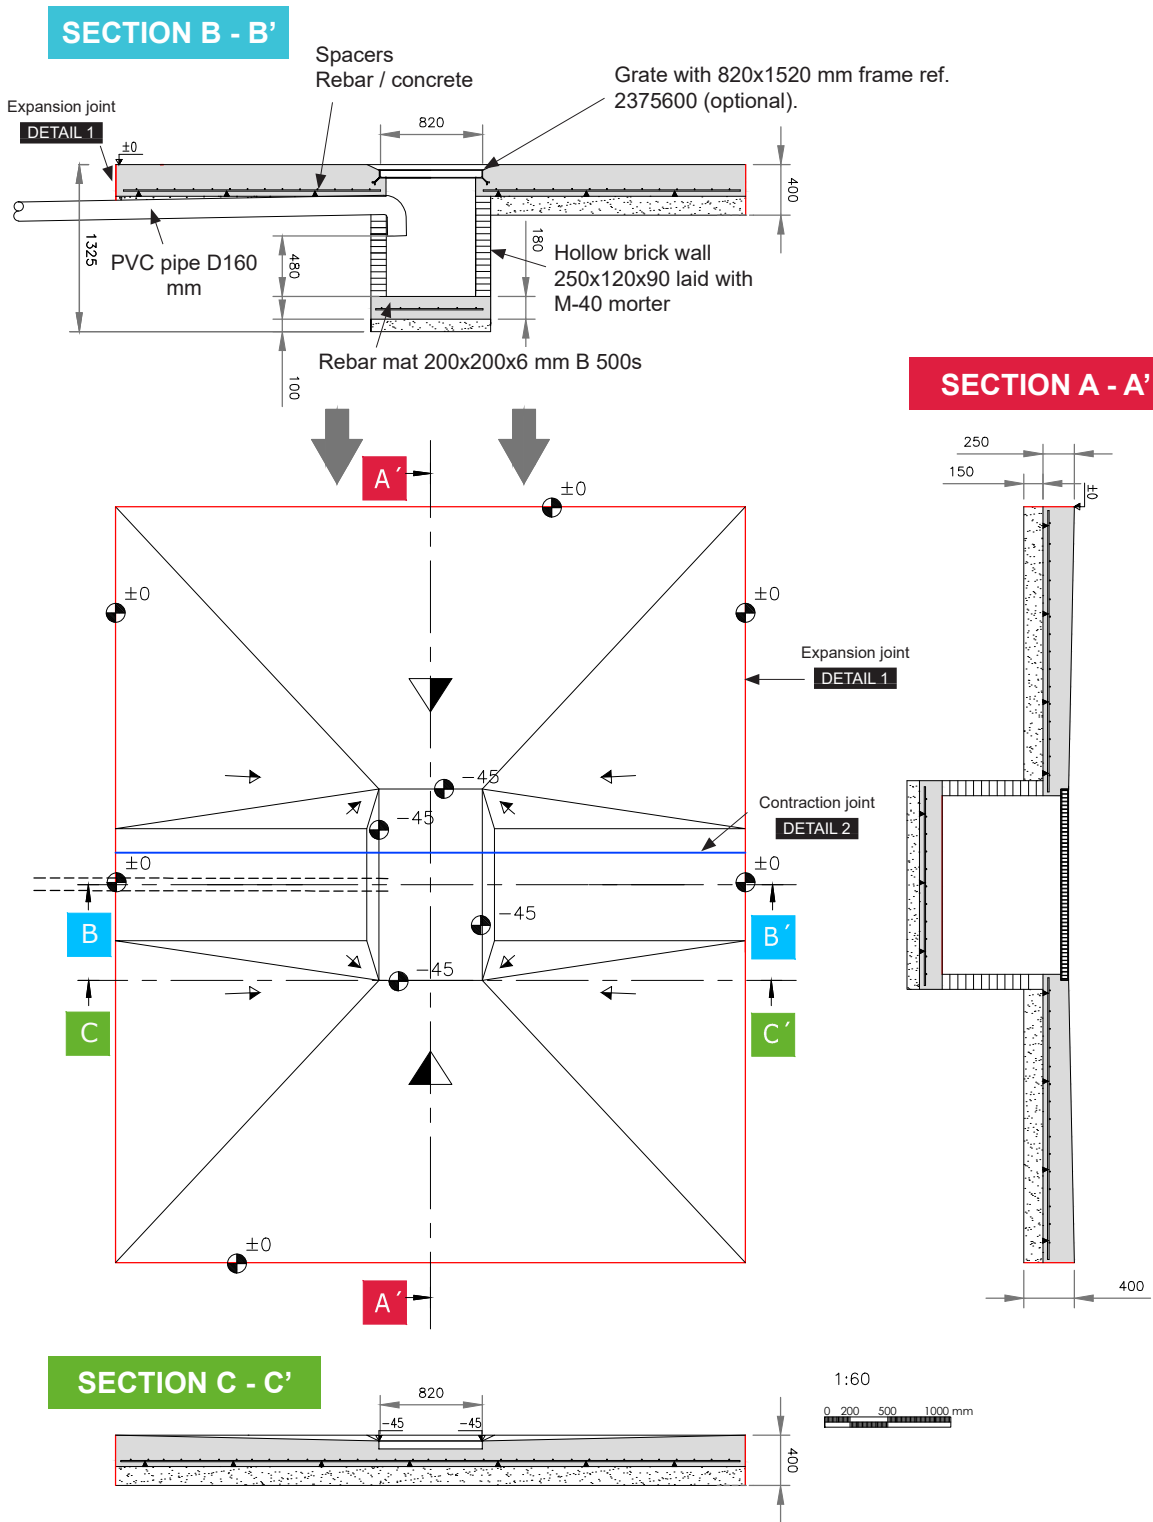 SECTION B - B’
Spacers
Rebar / concrete
Grate with 820x1520 mm frame ref.
2375600 (optional).
Expansion joint
DETAIL 1
±0
820
400
1325
480
180
100
PVC pipe D160
mm
Hollow brick wall
250x120x90 laid with
M-40 morter
Rebar mat 200x200x6 mm B 500s
SECTION A - A’
250
150
±0
400
A´
±0
±0
±0
Expansion joint
DETAIL 1
-45
-45
Contraction joint
DETAIL 2
±0
±0
B
B´
-45
-45
C
C´
±0
A´
SECTION C - C’
820
-45
-45
400
1:60
0 200 500 1000 mm